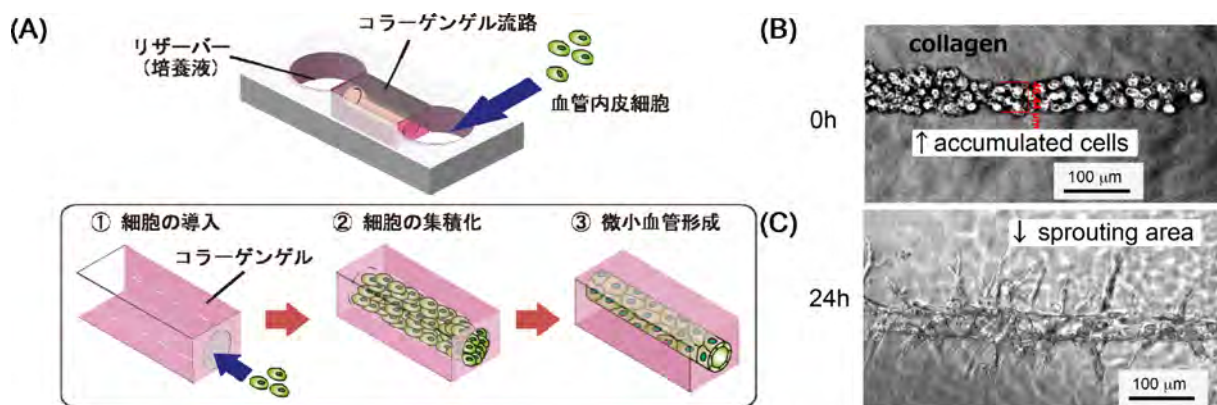 (A)
コラーゲンゲル流路
リザーバー
(培養液)
血管内皮細胞
① 細胞の導入
② 細胞の集積化
③ 微小血管形成
コラーゲンゲル
(B)
collagen
0h
↑ accumulated cells
100 μm
(C)
↓ sprouting area
24h
100 μm